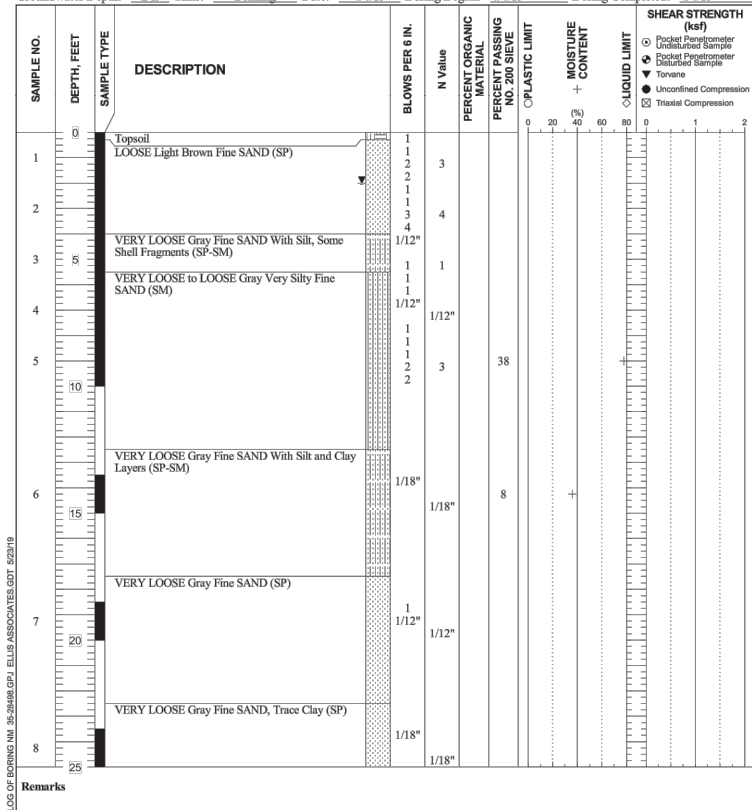 SAMPLE NO.
DEPTH, FEET
SAMPLE TYPE
DESCRIPTION
BLOWS PER 6 IN.
N Value
PERCENT ORGANIC MATERIAL
PERCENT PASSING NO. 200 SIEVE
PLASTIC LIMIT
MOISTURE CONTENT
+
LIQUID LIMIT
(%)
0 20 40 60 80
SHEAR STRENGTH
(ksf)
Pocket Penetrometer
Undisturbed Sample
Pocket Penetrometer
Disturbed Sample
Torvane
Unconfined Compression
Triaxial Compression
0 1 2
0
Topsoil 1
LOOSE Light Brown Fine SAND (SP) 1
1 2 3
2
1
2 1
3 4
4
VERY LOOSE Gray Fine SAND With Silt, Some 1/12"
Shell Fragments (SP-SM)
3 5 1 1
VERY LOOSE to LOOSE Gray Very Silty Fine 1
SAND (SM) 1
4 1/12" 1/12"
1
1
5 1 38 +
2 3
10 2
VERY LOOSE Gray Fine SAND With Silt and Clay
Layers (SP-SM)
1/18"
6 1/18" 8 +
15
VERY LOOSE Gray Fine SAND (SP)
1
7 1/12" 1/12"
20
VERY LOOSE Gray Fine SAND, Trace Clay (SP)
1/18"
8 1/18"
25
Remarks
LOG OF BORING NM 35-28498.GPJ ELLIS ASSOCIATES.GDT 5/23/19